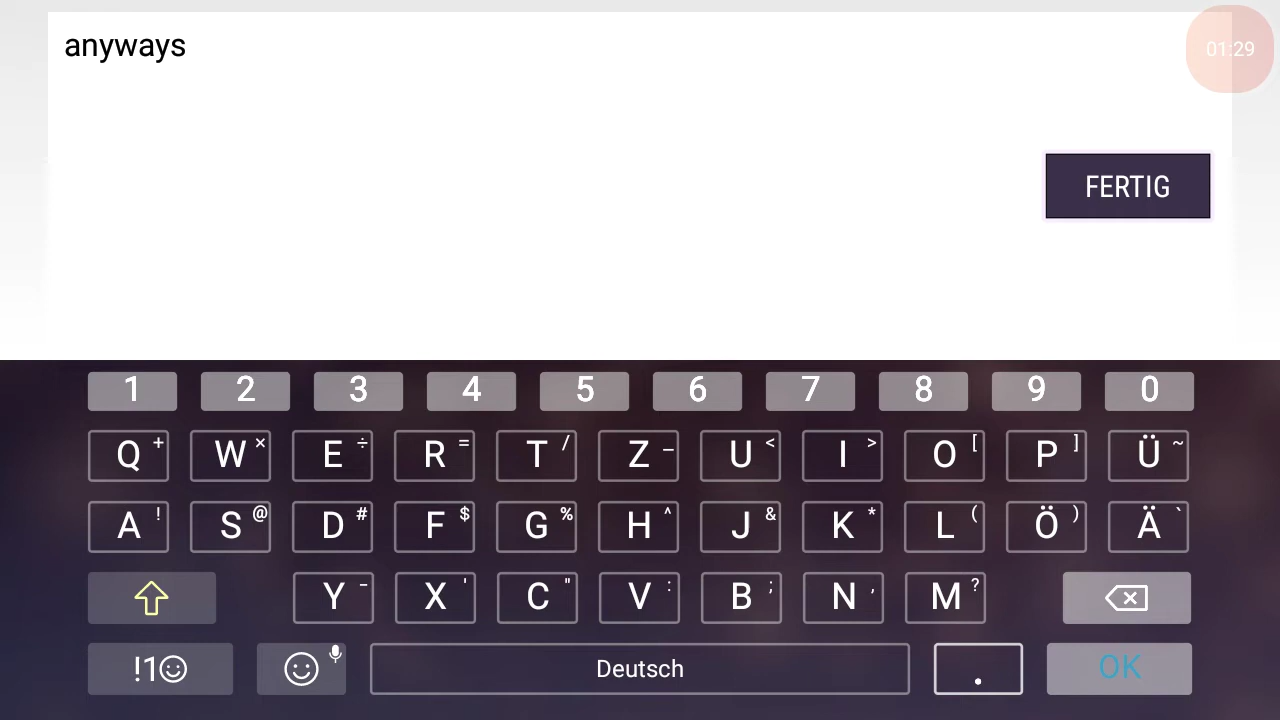 anyways
01:29
FERTIG
1 2 3 4 5 6 7 8 9 0
Q + W × E ÷ R = T / Z _ U < I > O [ P ] Ü ~
A ! S @ D # F $ G % H ^ J & K * L ( Ö ) Ä `
Y - X ' C " V : B ; N , M ?
!1☺ Deutsch . OK